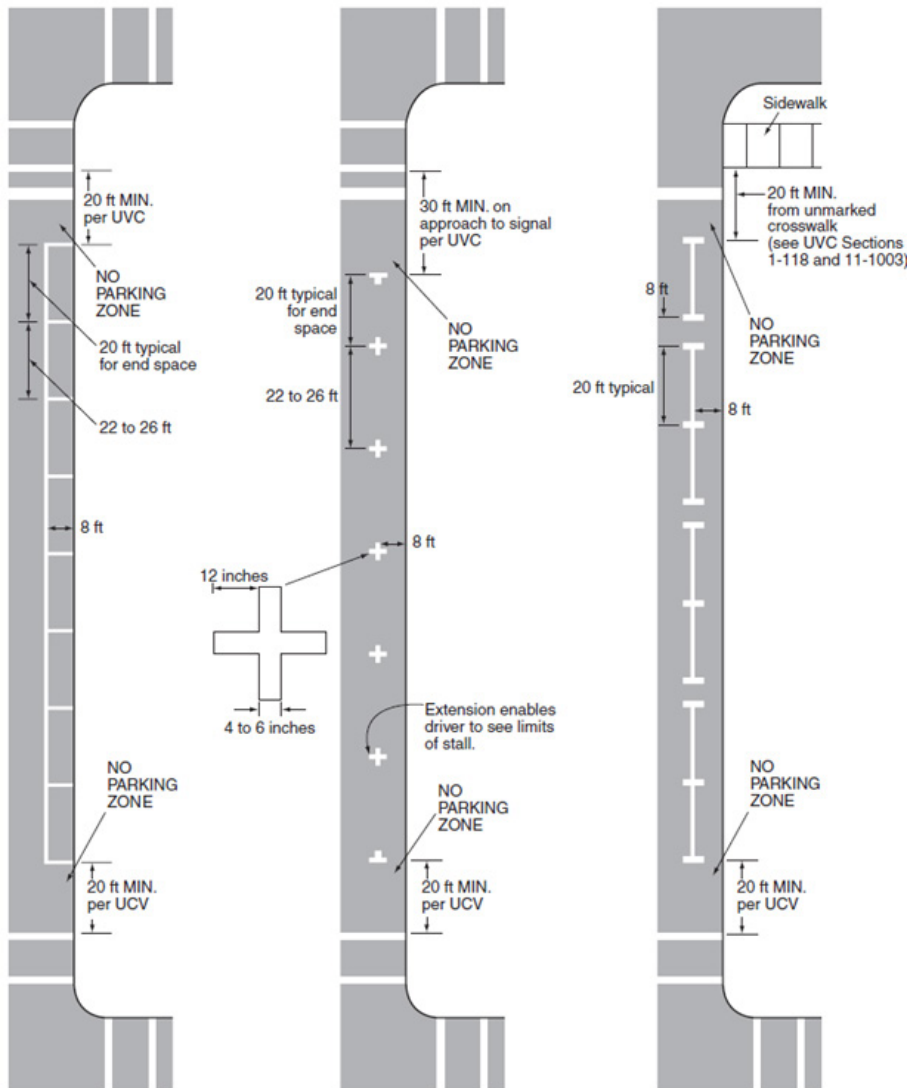 20 ft MIN.
per UVC
NO
PARKING
ZONE
20 ft typical
for end space
22 to 26 ft
8 ft
NO
PARKING
ZONE
20 ft MIN.
per UCV
30 ft MIN. on
approach to signal
per UVC
20 ft typical
for end
space
NO
PARKING
ZONE
22 to 26 ft
8 ft
12 inches
4 to 6 inches
Extension enables
driver to see limits
of stall.
NO
PARKING
ZONE
20 ft MIN.
per UCV
Sidewalk
20 ft MIN.
from unmarked
crosswalk
(see UVC Sections
1-118 and 11-1003)
8 ft
NO
PARKING
ZONE
20 ft typical
8 ft
NO
PARKING
ZONE
20 ft MIN.
per UCV